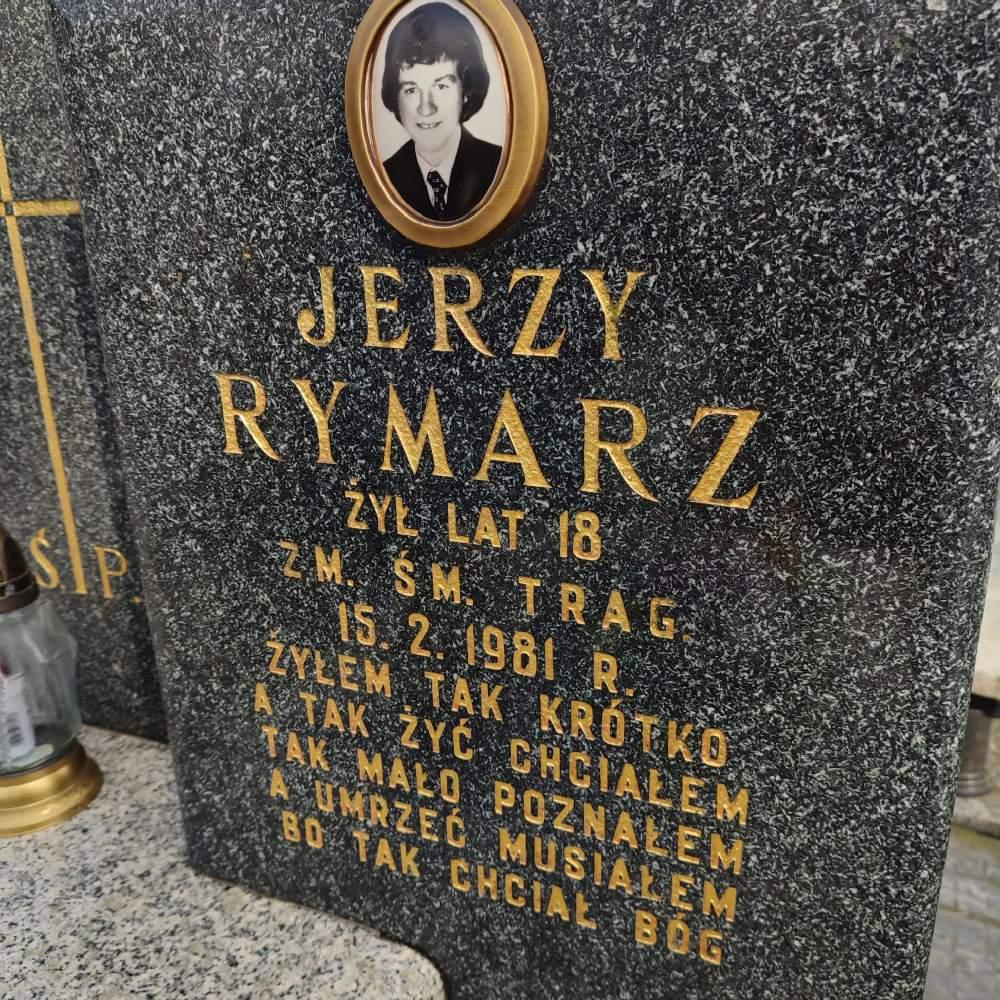 JERZY
RYMARZ
ŻYŁ LAT 18
ZM. ŚM. TRAG.
15. 2. 1981 R.
ŻYŁEM TAK KRÓTKO
A TAK ŻYĆ CHCIAŁEM
TAK MAŁO POZNAŁEM
A UMRZEĆ MUSIAŁEM
BO TAK CHCIAŁ BÓG
Ś P.